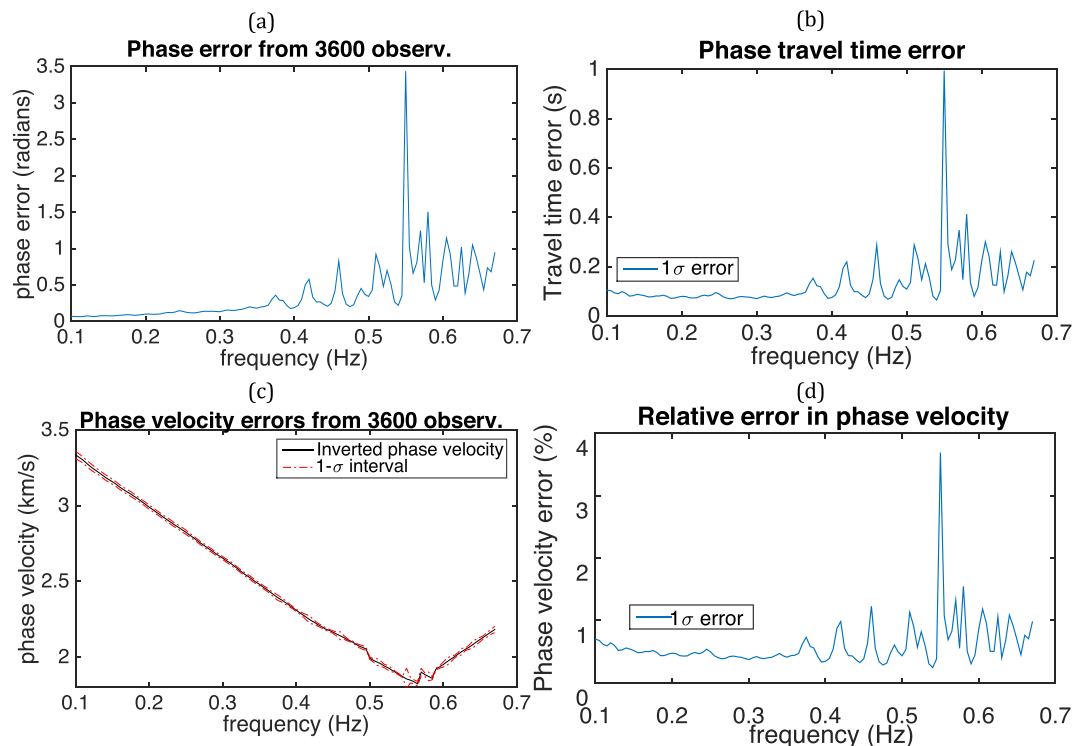 (a)
Phase error from 3600 observ.
phase error (radians)
3.5
3
2.5
2
1.5
1
0.5
0
0.1 0.2 0.3 0.4 0.5 0.6 0.7
frequency (Hz)
(b)
Phase travel time error
Travel time error (s)
1
0.8
0.6
0.4
0.2
0
1σ error
0.1 0.2 0.3 0.4 0.5 0.6 0.7
frequency (Hz)
(c)
Phase velocity errors from 3600 observ.
phase velocity (km/s)
3.5
3
2.5
2
Inverted phase velocity
1-σ interval
0.1 0.2 0.3 0.4 0.5 0.6 0.7
frequency (Hz)
(d)
Relative error in phase velocity
Phase velocity error (%)
4
3
2
1
0
1σ error
0.1 0.2 0.3 0.4 0.5 0.6 0.7
frequency (Hz)